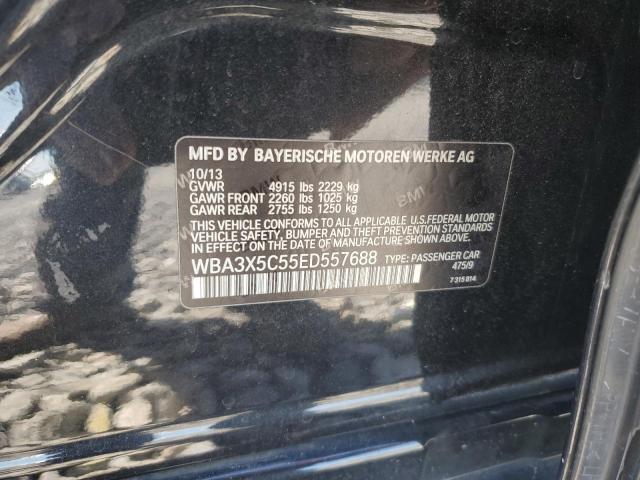 MFD BY BAYERISCHE MOTOREN WERKE AG
10/13
GVWR 4915 lbs 2229 kg
GAWR FRONT 2260 lbs 1025 kg
GAWR REAR 2755 lbs 1250 kg
THIS VEHICLE CONFORMS TO ALL APPLICABLE U.S.FEDERAL MOTOR
VEHICLE SAFETY, BUMPER AND THEFT PREVENTION STANDARDS IN
EFFECT ON THE DATE OF MANUFACTURE SHOWN ABOVE.
WBA3X5C55ED557688 TYPE: PASSENGER CAR
475/9
7 315 814